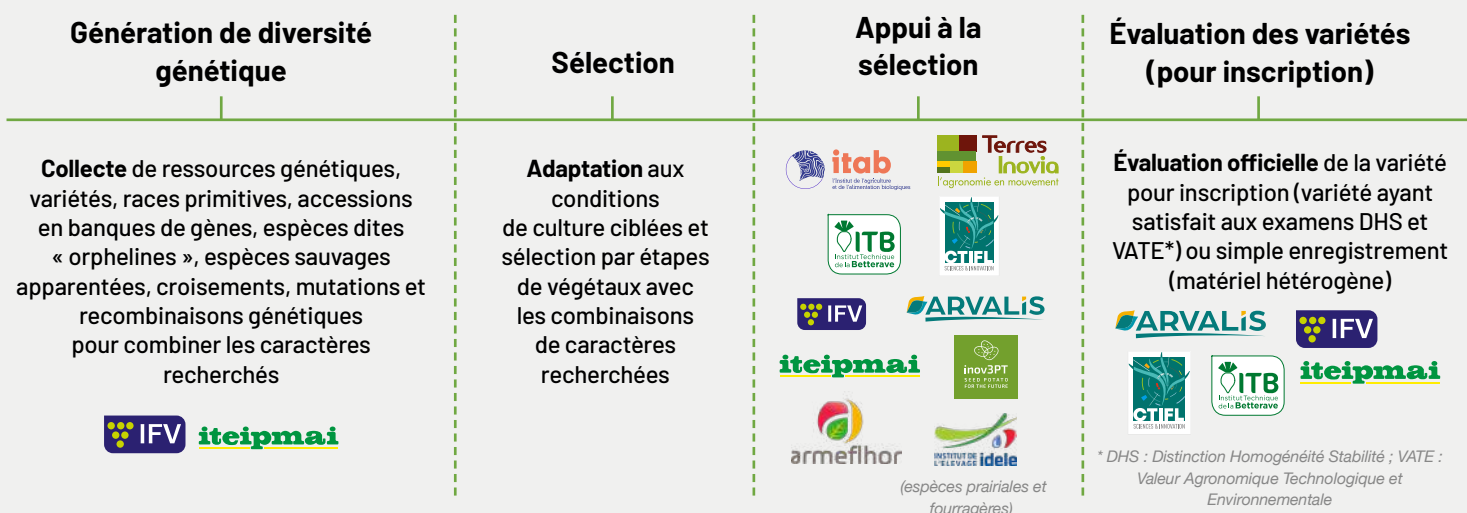 Génération de diversité
génétique
Collecte de ressources génétiques,
variétés, races primitives, accessions
en banques de gènes, espèces dites
« orphelines », espèces sauvages
apparentées, croisements, mutations et
recombinaisons génétiques
pour combiner les caractères
recherchés
IFV
iteipmai
Sélection
Adaptation aux
conditions
de culture ciblées et
sélection par étapes
de végétaux avec
les combinaisons
de caractères
recherchées
Appui à la
sélection
itab
l'Institut de l'agriculture
et de l'alimentation biologiques
Terres
Inovia
l'agronomie en mouvement
ITB
Institut Technique
de la Betterave
CTIFL
SCIENCES & INNOVATION
IFV
ARVALIS
iteipmai
inov3PT
SEED POTATO
FOR THE FUTURE
armeflhor
INSTITUT DE
L'ELEVAGE idele
(espèces prairiales et
fourragères)
Évaluation des variétés
(pour inscription)
Évaluation officielle de la variété
pour inscription (variété ayant
satisfait aux examens DHS et
VATE*) ou simple enregistrement
(matériel hétérogène)
ARVALIS
IFV
CTIFL
SCIENCES & INNOVATION
ITB
Institut Technique
de la Betterave
iteipmai
* DHS : Distinction Homogénéité Stabilité ; VATE :
Valeur Agronomique Technologique et
Environnementale